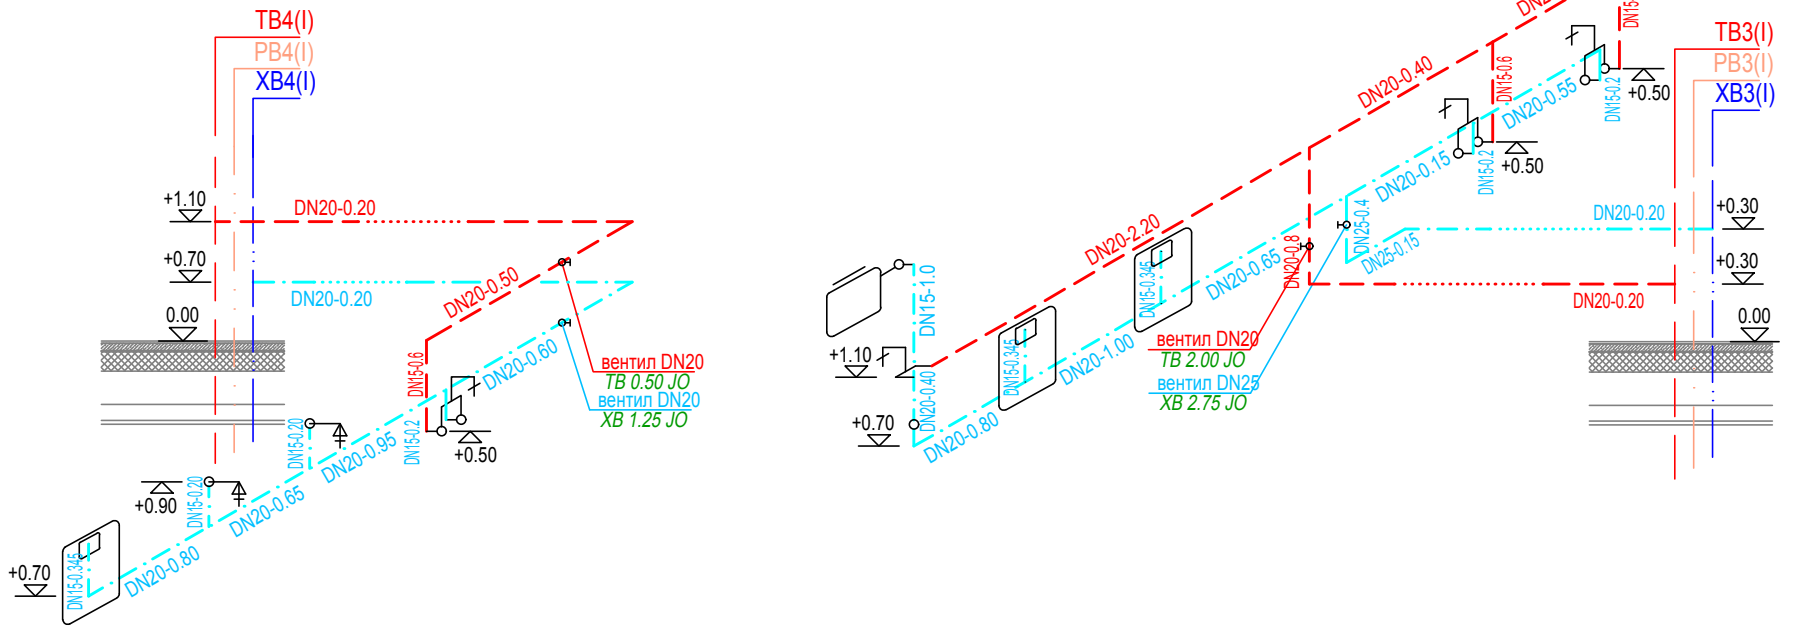 ТВ4(I)
РВ4(I)
ХВ4(I)
+1.10
DN20-0.20
+0.70
DN20-0.20
DN20-0.50
0.00
DN15-0.6
DN20-0.60
вентил DN20
ТВ 0.50 JO
вентил DN20
ХВ 1.25 JO
DN15-0.20
DN20-0.95
DN15-0.2
+0.50
DN15-0.20
DN20-0.65
+0.90
DN20-0.80
DN15-0.345
+0.70
DN15
DN20-0.40
DN15-0.6
DN20-0.55
DN15-0.2
+0.50
ТВ3(I)
РВ3(I)
ХВ3(I)
DN20-0.15
DN15-0.2
+0.50
DN20-2.20
DN25-0.4
DN20-0.20
+0.30
DN25-0.15
DN20-0.8
DN20-0.65
DN15-0.345
+0.30
DN20-0.20
DN15-1.0
0.00
вентил DN20
ТВ 2.00 JO
вентил DN25
ХВ 2.75 JO
DN20-1.00
DN15-0.345
+1.10
DN20-0.40
+0.70
DN20-0.80